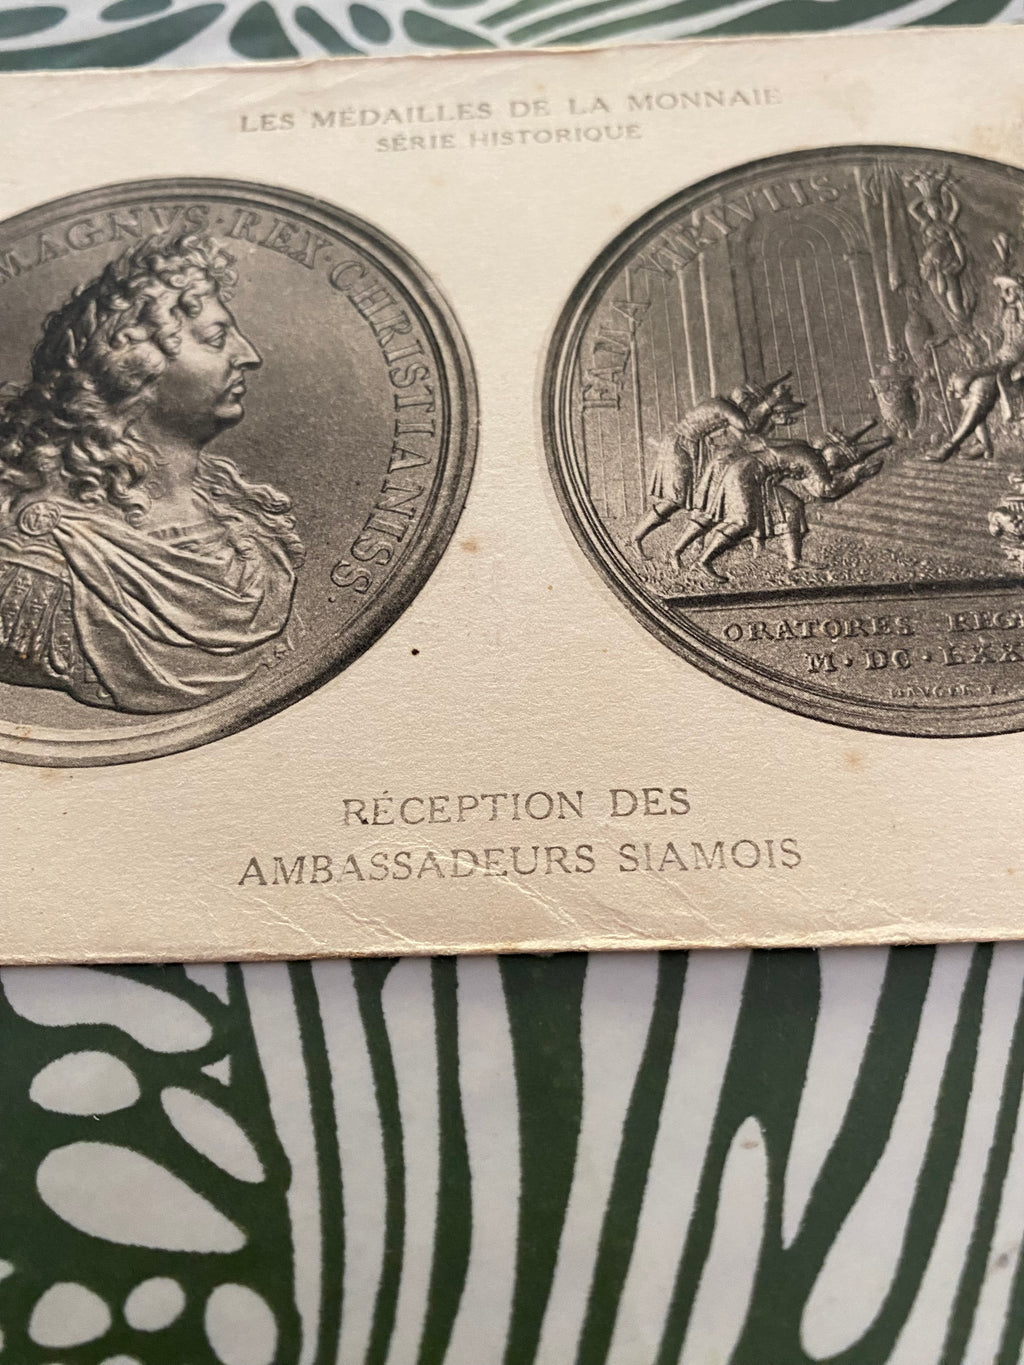 LES MÉDAILLES DE LA MONNAIE
SÉRIE HISTORIQUE
MAGNVS · REX · CHRISTIANISS ·
FAMA VIRTVTIS ·
ORATORES REG
M · DC · LXXX
RÉCEPTION DES
AMBASSADEURS SIAMOIS